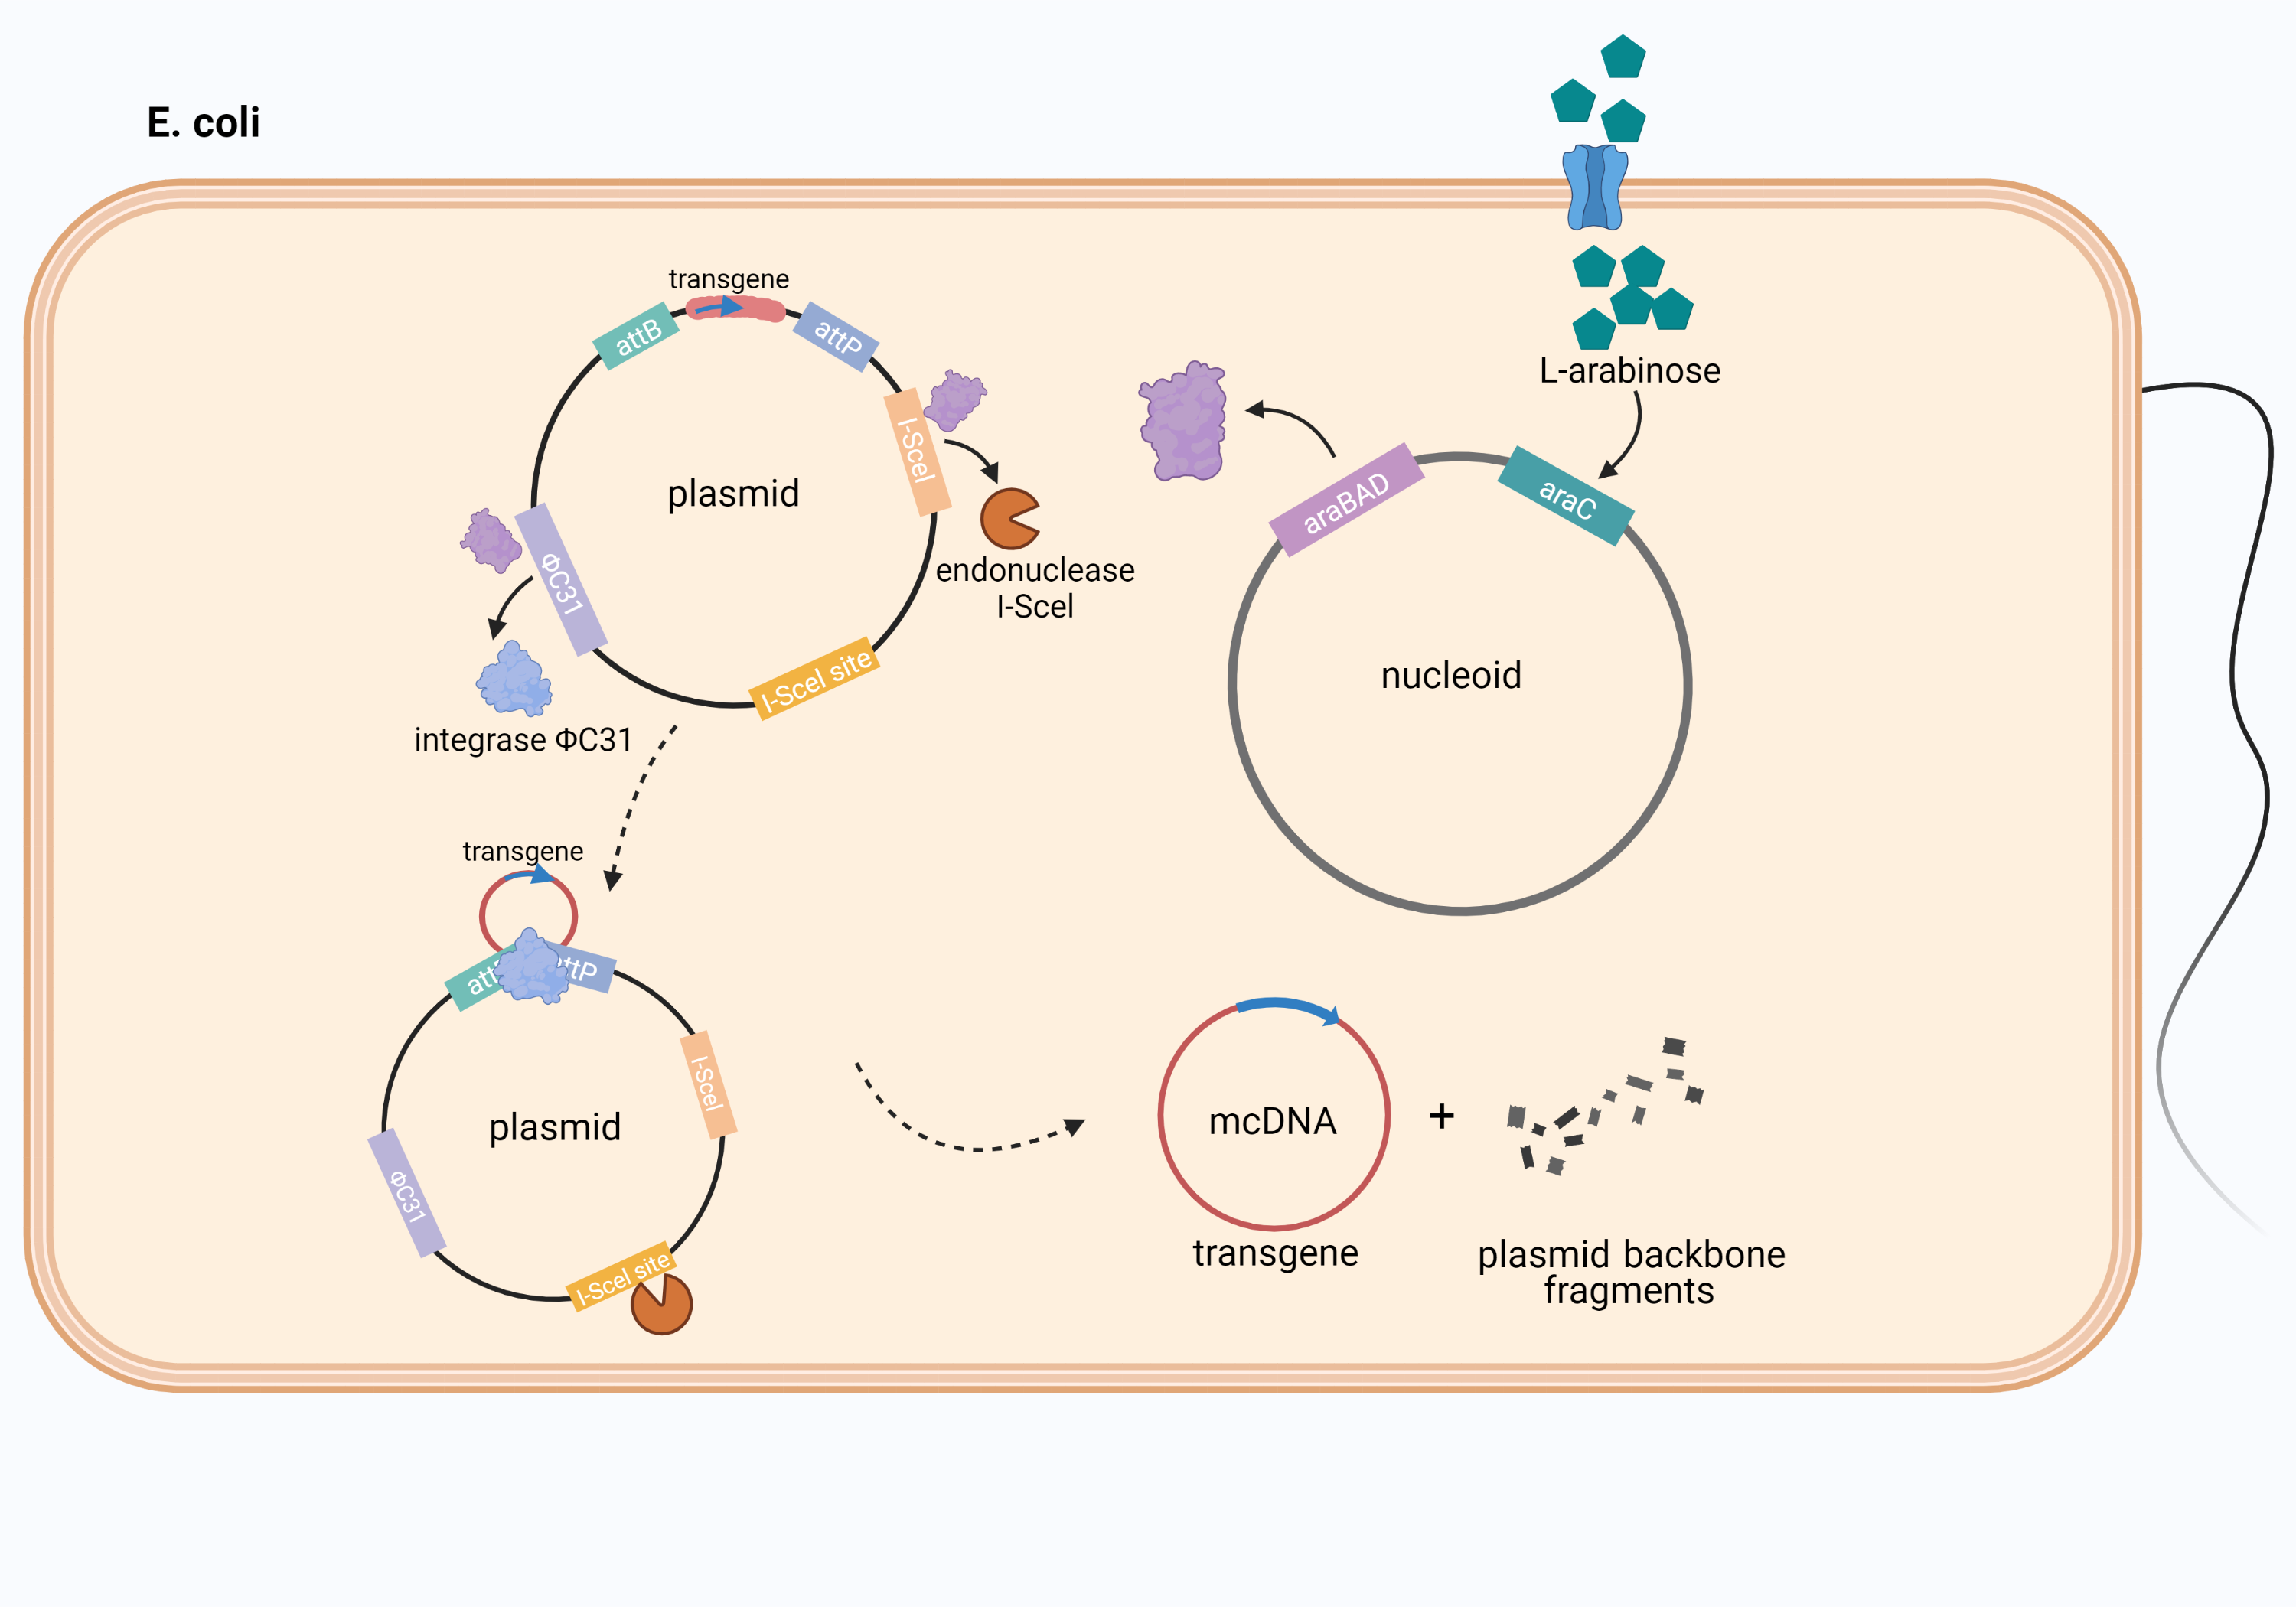 E. coli
transgene
attB
attP
I-SceI
plasmid
ΦC31
endonuclease
I-SceI
I-SceI site
integrase ΦC31
L-arabinose
araBAD
araC
nucleoid
transgene
att
attP
I-SceI
plasmid
ΦC31
I-SceI site
mcDNA
+
transgene
plasmid backbone
fragments